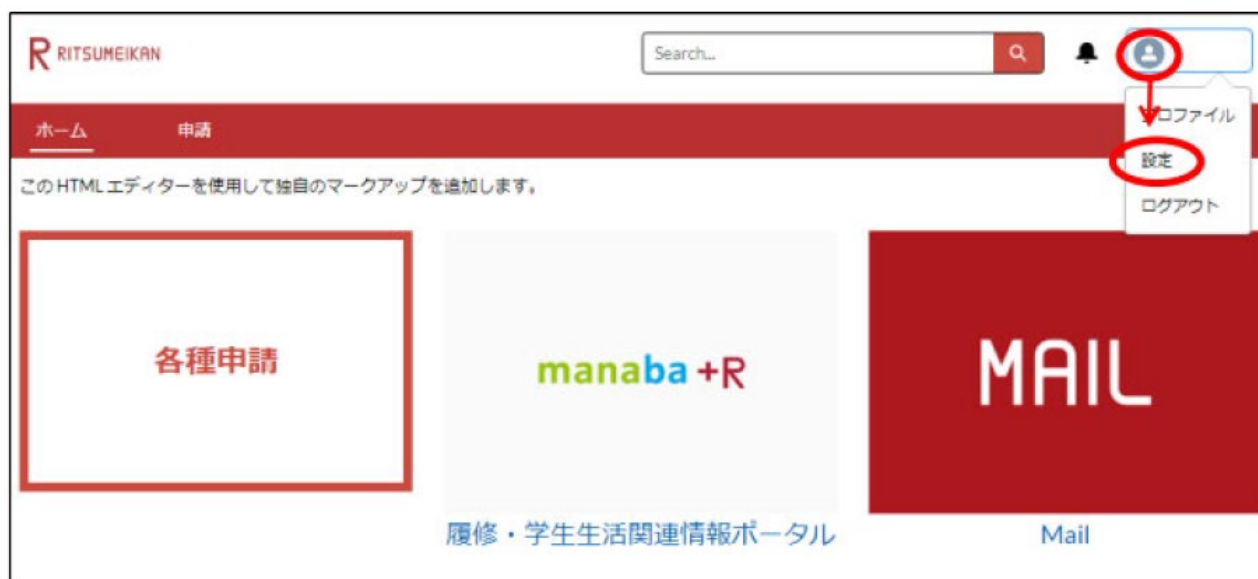 R RITSUMEIKAN
Search...
プロファイル
ホーム 申請
設定
このHTMLエディターを使用して独自のマークアップを追加します。
ログアウト
各種申請
manaba +R
MAIL
履修・学生生活関連情報ポータル
Mail